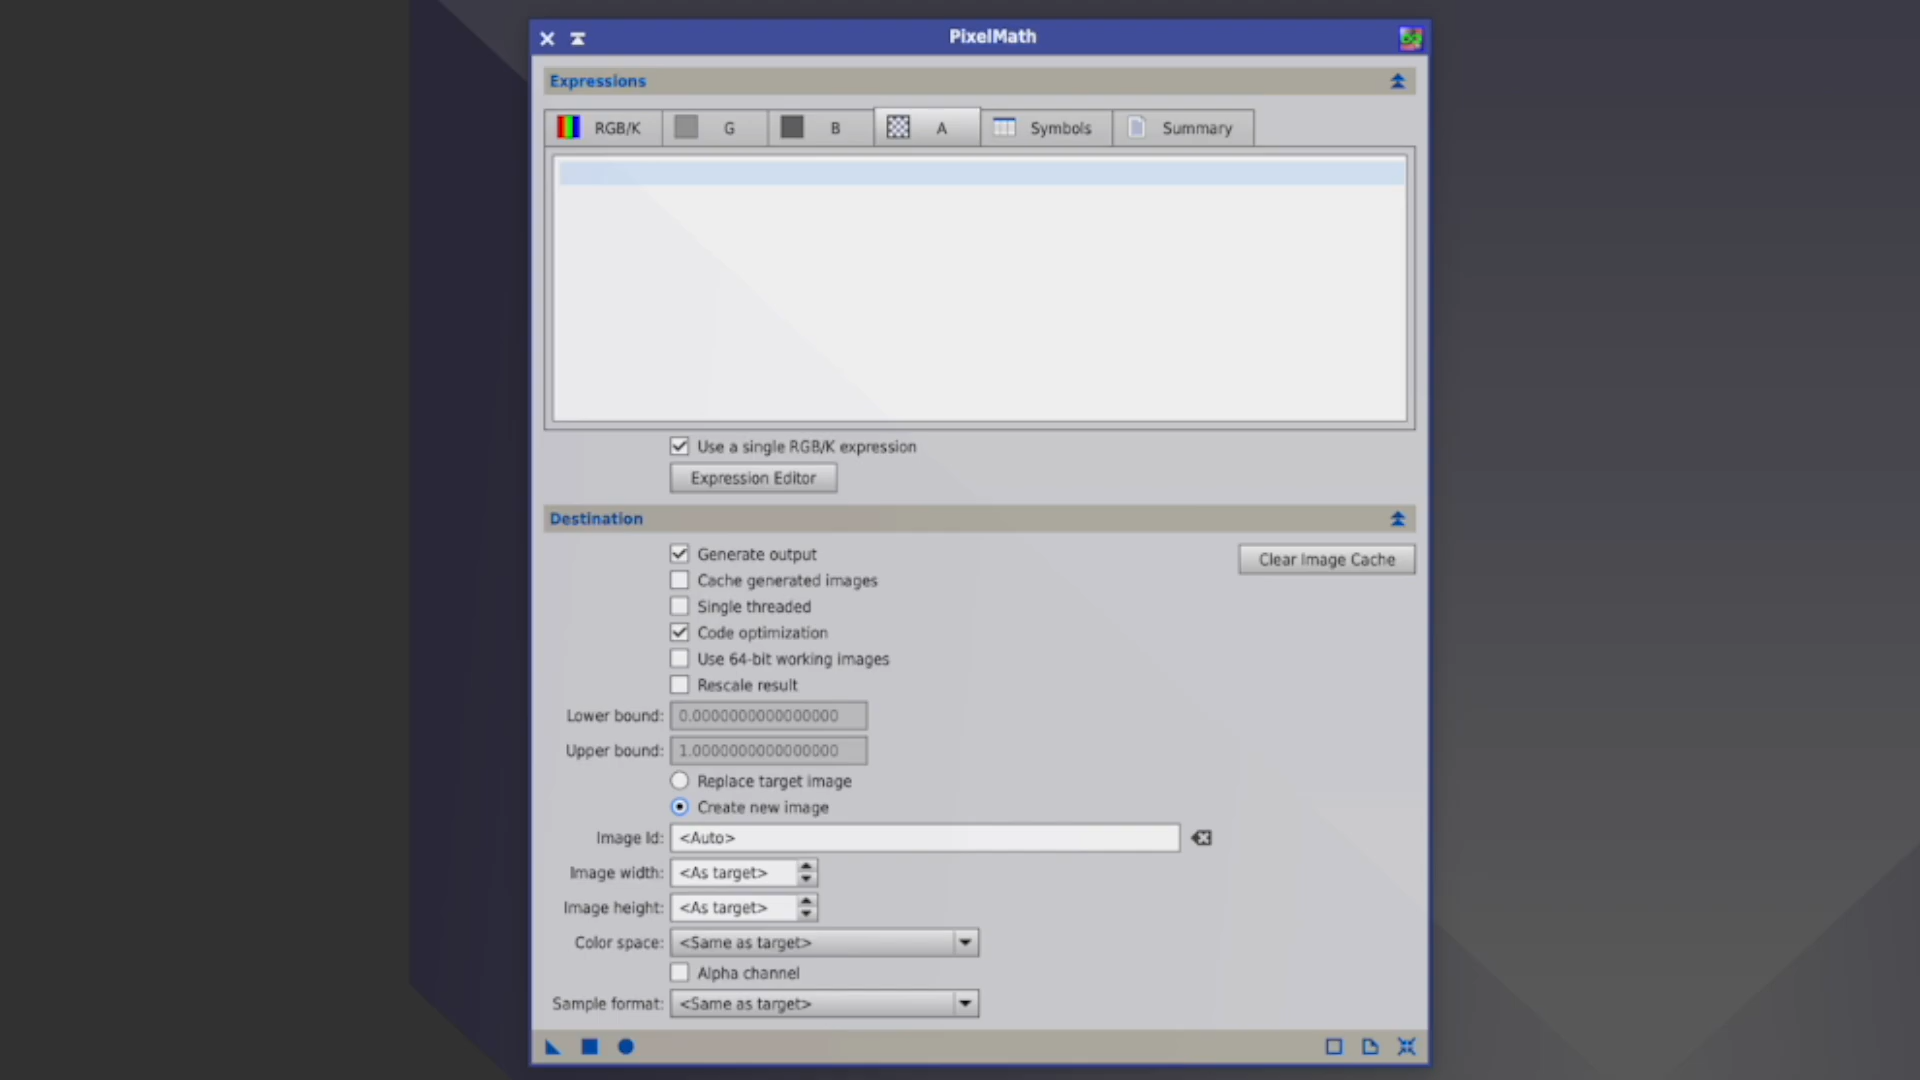 PixelMath
Expressions
RGB/K G B A Symbols Summary
Use a single RGB/K expression
Expression Editor
Destination
Generate output
Clear Image Cache
Cache generated images
Single threaded
Code optimization
Use 64-bit working images
Rescale result
Lower bound: 0.0000000000000000
Upper bound: 1.0000000000000000
Replace target image
Create new image
Image Id: <Auto>
Image width: <As target>
Image height: <As target>
Color space: <Same as target>
Alpha channel
Sample format: <Same as target>